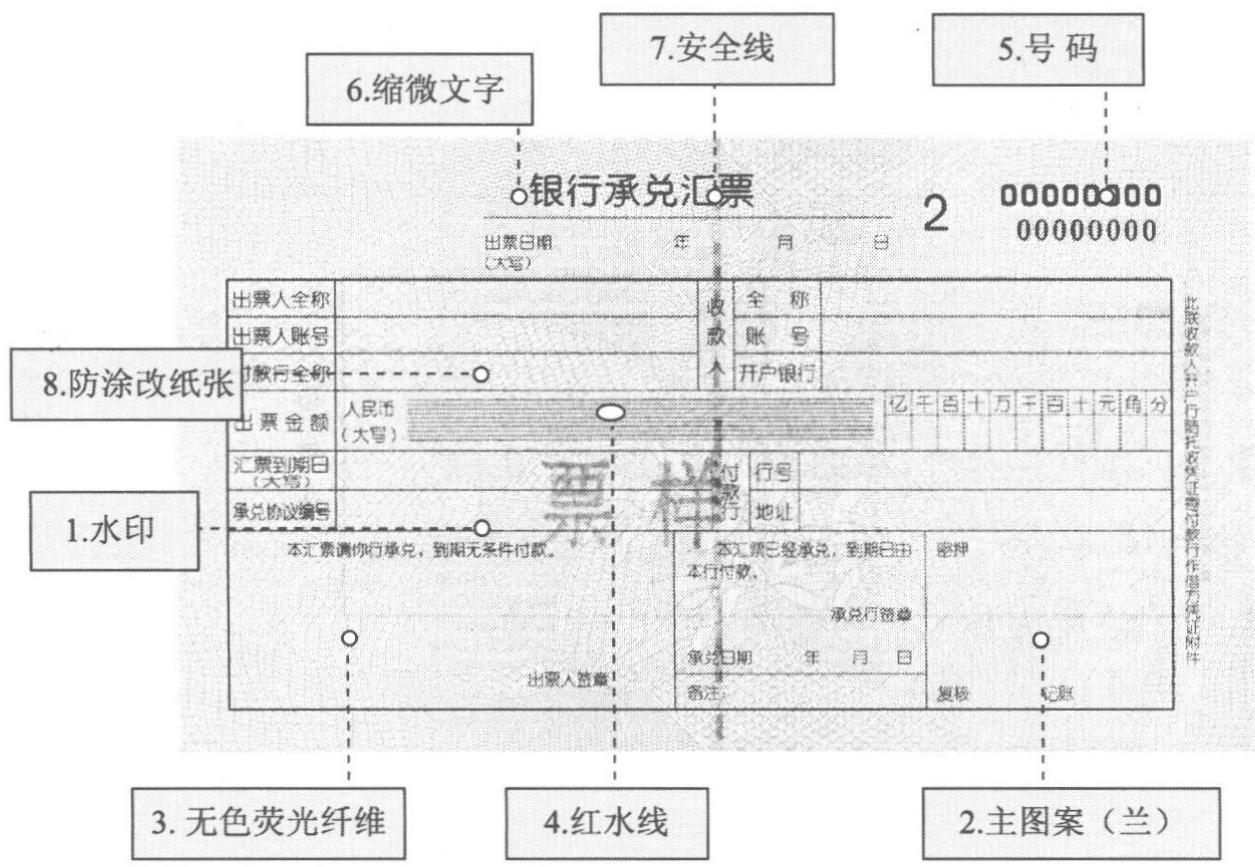 7.安全线
5.号 码
6.缩微文字
银行承兑汇票
2
00000000
00000000
出票日期
(大写)
年 月 日
出票人全称
收款人
全 称
出票人账号
账 号
8.防涂改纸张
付款行全称
开户银行
出票金额
人民币
(大写)
亿千百十万千百十元角分
汇票到期日
(大写)
付款行
行号
承兑协议编号
地址
票样
1.水印
本汇票请你行承兑,到期无条件付款。
本汇票已经承兑,到期日由
本行付款。
密押
承兑行签章
承兑日期 年 月 日
出票人签章
备注:
复核 记账
此联收款人开户行随托收凭证寄付款行作借方凭证附件
3. 无色荧光纤维
4.红水线
2.主图案(兰)